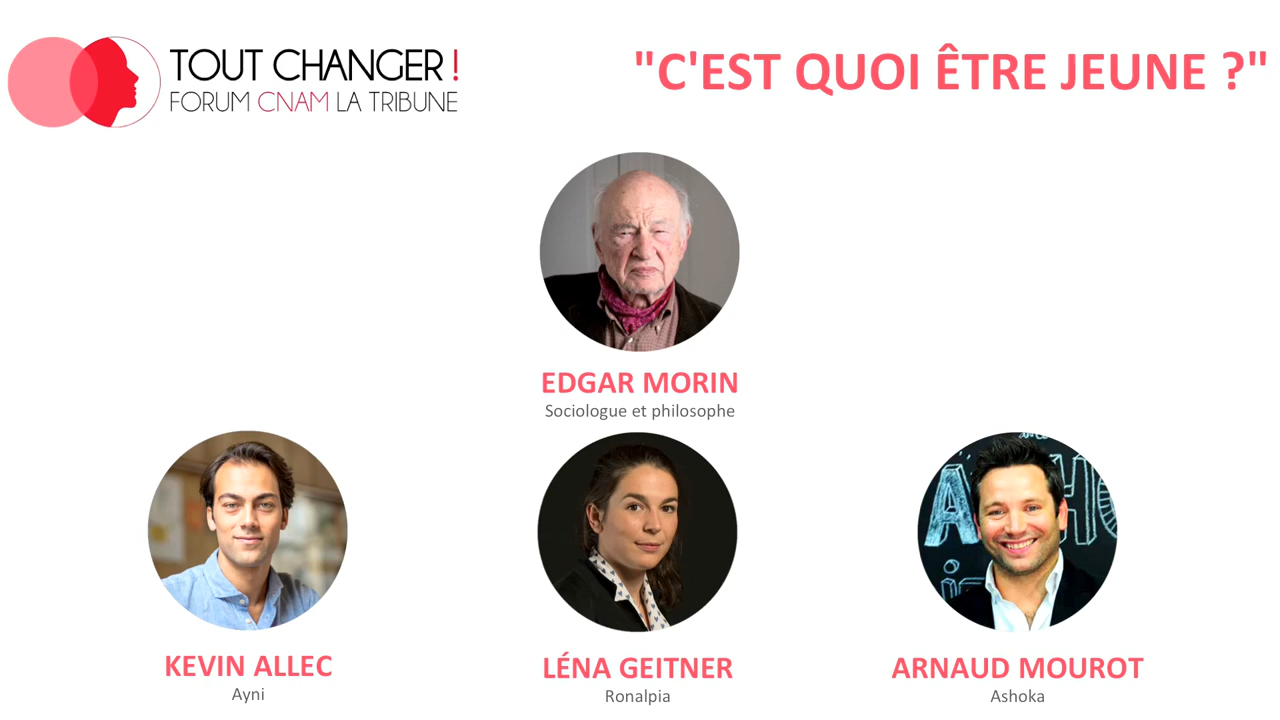 TOUT CHANGER !
FORUM CNAM LA TRIBUNE
"C'EST QUOI ÊTRE JEUNE ?"
EDGAR MORIN
Sociologue et philosophe
KEVIN ALLEC
Ayni
LÉNA GEITNER
Ronalpia
ARNAUD MOUROT
Ashoka